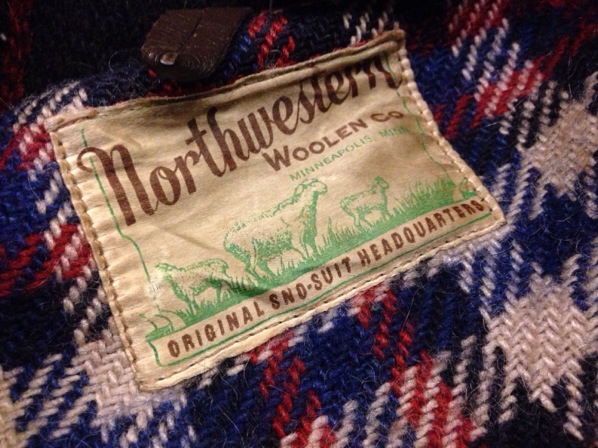 Northwestern
WOOLEN CO
MINNEAPOLIS, MINN
ORIGINAL SNO-SUIT HEADQUARTERS